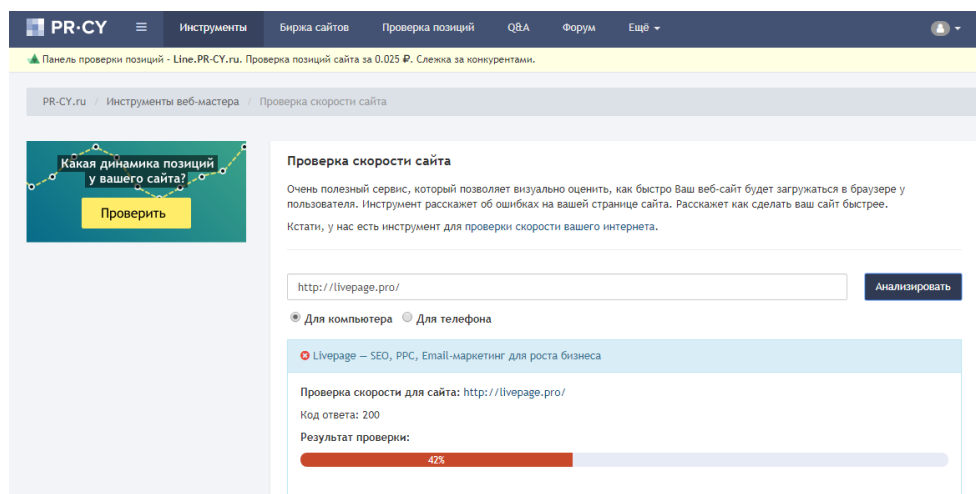 PR·CY
Инструменты
Биржа сайтов
Проверка позиций
Q&A
Форум
Ещё
Панель проверки позиций - Line.PR-CY.ru. Проверка позиций сайта за 0.025 ₽. Слежка за конкурентами.
PR-CY.ru / Инструменты веб-мастера / Проверка скорости сайта
Какая динамика позиций
у вашего сайта?
Проверить
Проверка скорости сайта
Очень полезный сервис, который позволяет визуально оценить, как быстро Ваш веб-сайт будет загружаться в браузере у
пользователя. Инструмент расскажет об ошибках на вашей странице сайта. Расскажет как сделать ваш сайт быстрее.
Кстати, у нас есть инструмент для проверки скорости вашего интернета.
http://livepage.pro/
Анализировать
Для компьютера Для телефона
Livepage — SEO, PPC, Email-маркетинг для роста бизнеса
Проверка скорости для сайта: http://livepage.pro/
Код ответа: 200
Результат проверки:
42%